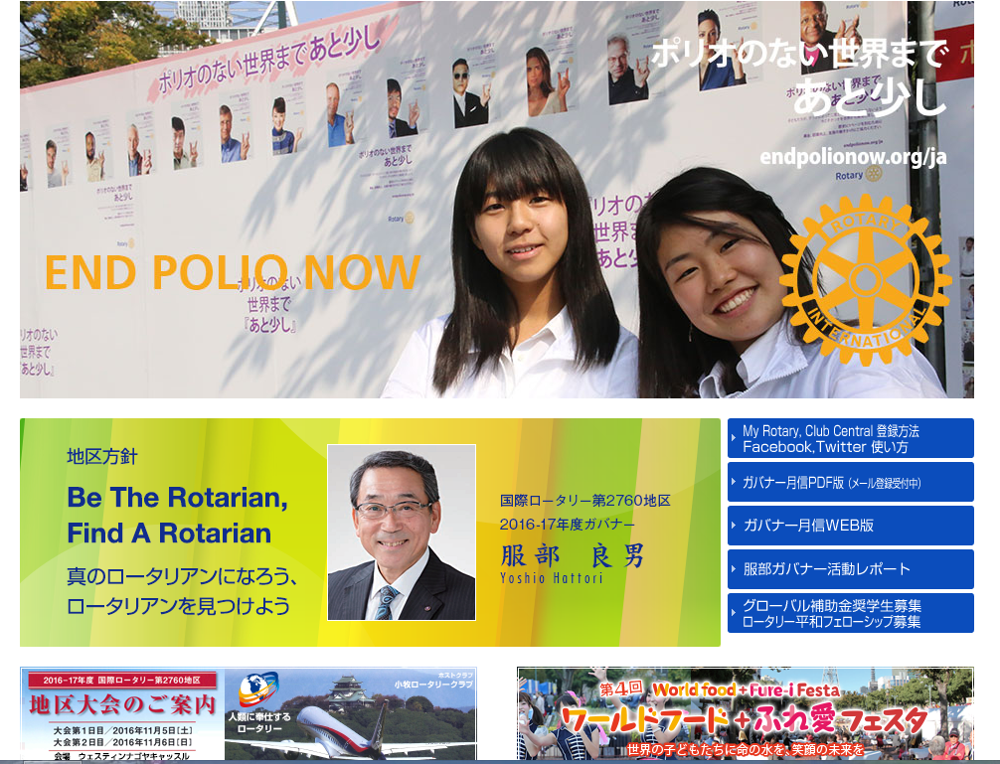 ポリオのない世界まであと少し
ポリオのない世界まで
あと少し
endpolionow.org/ja
Rotary
END POLIO NOW
ポリオのない
世界まで
『あと少し』
ROTARY
INTERNATIONAL
地区方針
Be The Rotarian,
Find A Rotarian
真のロータリアンになろう、
ロータリアンを見つけよう
国際ロータリー第2760地区
2016-17年度ガバナー
服部 良男
Yoshio Hattori
My Rotary, Club Central 登録方法
Facebook,Twitter 使い方
ガバナー月信PDF版（メール登録受付中）
ガバナー月信WEB版
服部ガバナー活動レポート
グローバル補助金奨学生募集
ロータリー平和フェローシップ募集
2016-17年度 国際ロータリー第2760地区
地区大会のご案内
大会第1日目／2016年11月5日［土］
大会第2日目／2016年11月6日［日］
会場 ウェスティンナゴヤキャッスル
ホストクラブ
小牧ロータリークラブ
人類に奉仕する
ロータリー
第4回 World food+Fure-i Festa
ワールドフード+ふれ愛フェスタ
世界の子どもたちに命の水を、笑顔の未来を